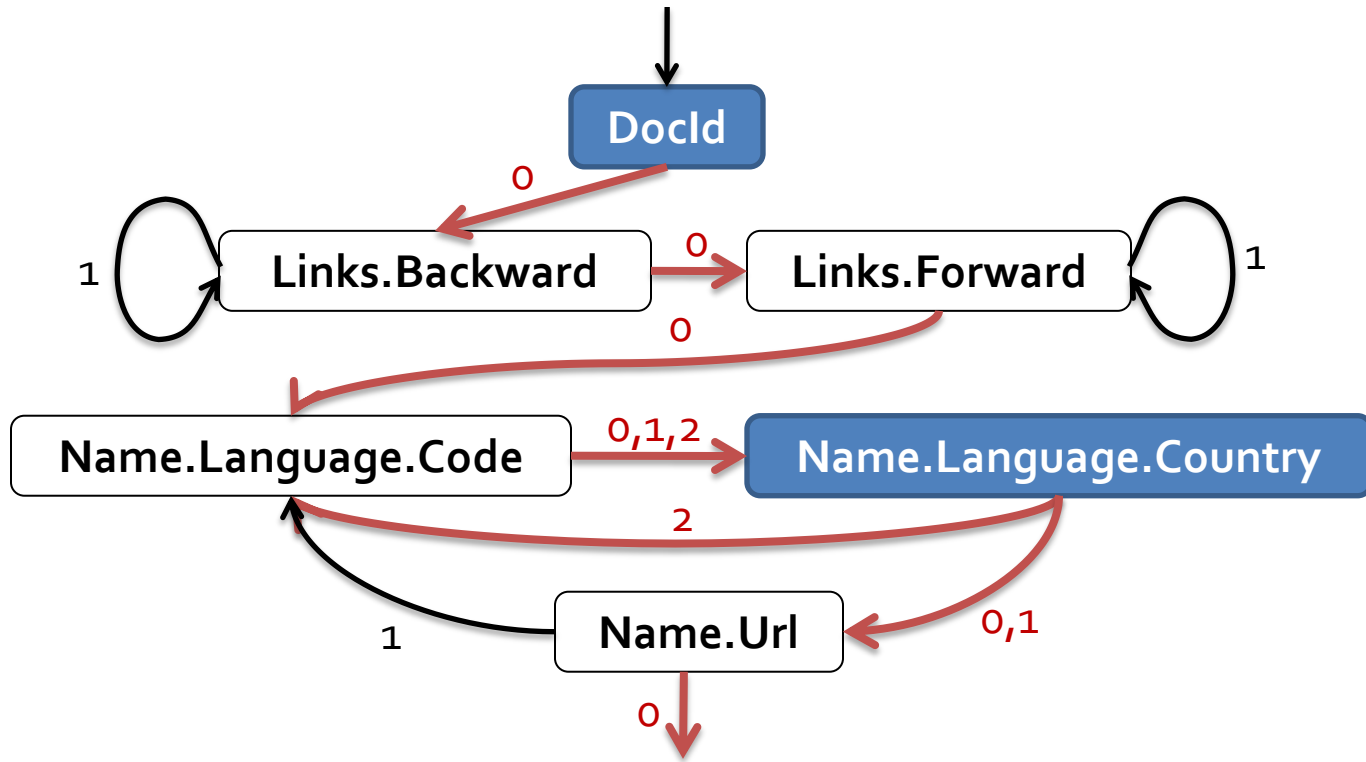 DocId
0
1
Links.Backward
0
Links.Forward
1
0
Name.Language.Code
0,1,2
Name.Language.Country
2
1
Name.Url
0,1
0